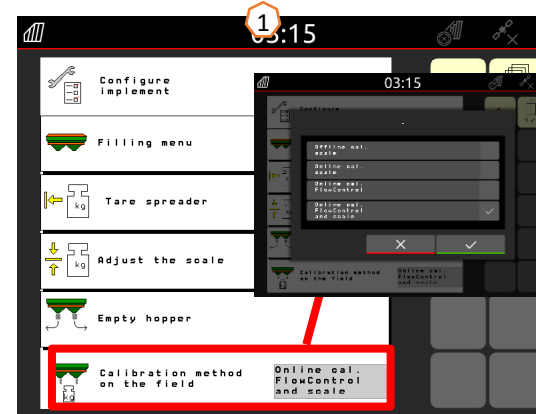 1
03:15
Configure
implement
Filling menu
kg
Tare spreader
kg
Adjust the scale
Empty hopper
kg
Calibration method
on the field
Online cal.
FlowControl
and scale
03:15
Configure
Offline cal.
scale
Online cal.
scale
Online cal.
FlowControl
Online cal.
FlowControl
and scale
Calibration method
on the field
Online cal.
FlowControl
and scale